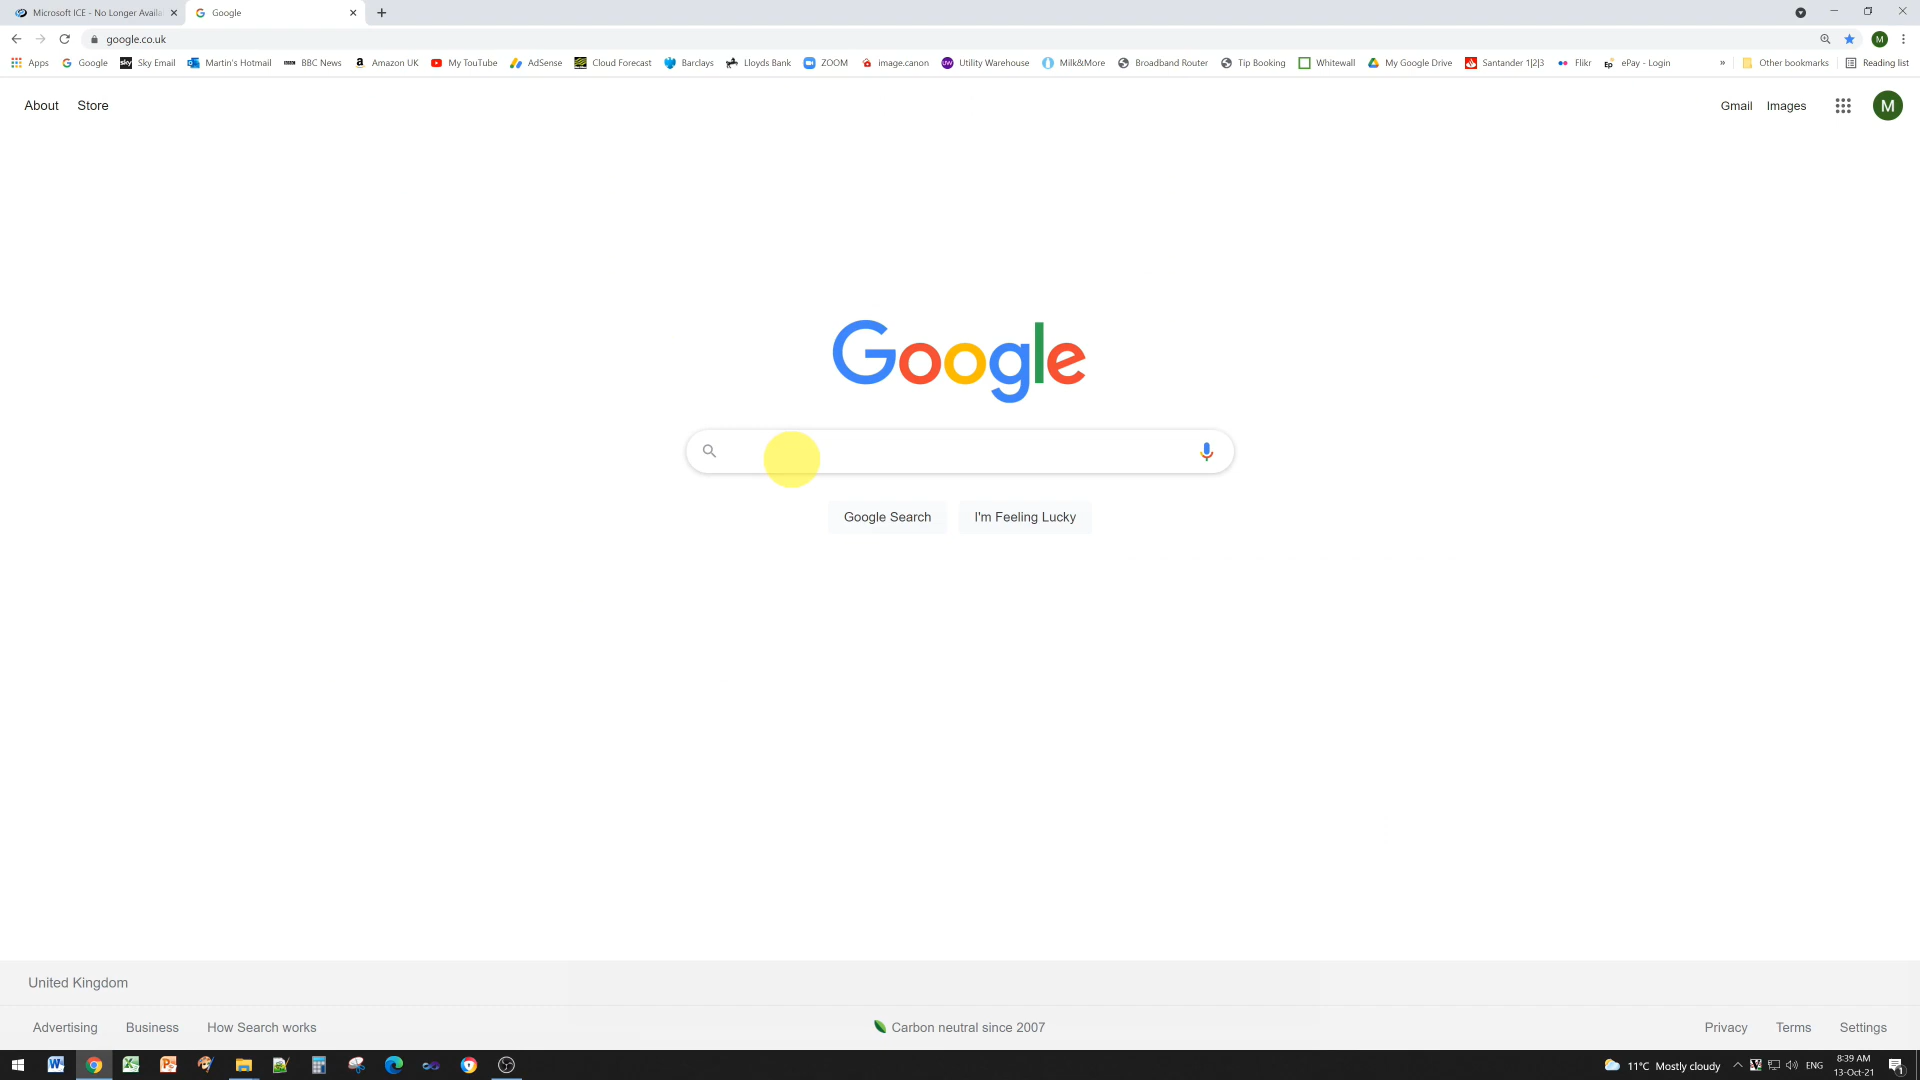 Microsoft ICE - No Longer Availa
Google
google.co.uk
M
Apps
Google
sky Sky Email
Martin's Hotmail
BBC News
a Amazon UK
My YouTube
AdSense
Cloud Forecast
Barclays
Lloyds Bank
ZOOM
image.canon
UW Utility Warehouse
Milk&More
Broadband Router
Tip Booking
Whitewall
My Google Drive
Santander 1|2|3
Flikr
Ep ePay - Login
»
Other bookmarks
Reading list
About Store
Gmail Images M
Google
Google Search I'm Feeling Lucky
United Kingdom
Advertising Business How Search works
Carbon neutral since 2007
Privacy Terms Settings
11°C Mostly cloudy
ENG
8:39 AM
13-Oct-21
1